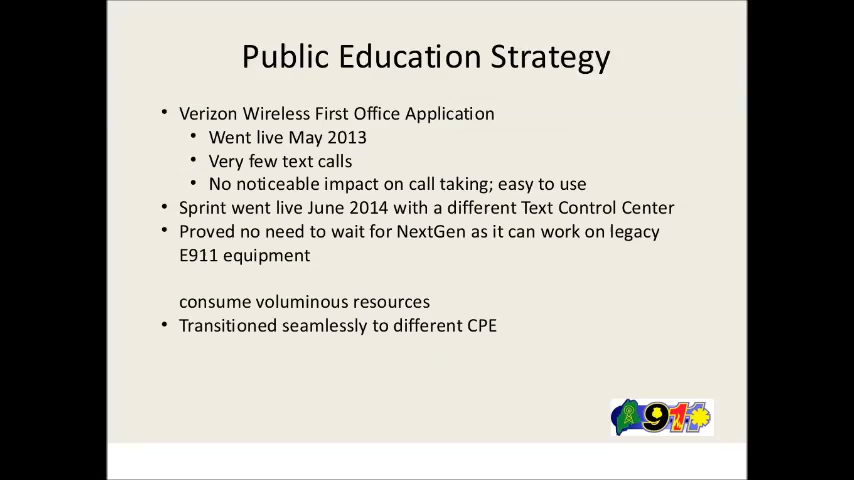 Public Education Strategy
• Verizon Wireless First Office Application
• Went live May 2013
• Very few text calls
• No noticeable impact on call taking; easy to use
• Sprint went live June 2014 with a different Text Control Center
• Proved no need to wait for NextGen as it can work on legacy
E911 equipment
consume voluminous resources
• Transitioned seamlessly to different CPE
911